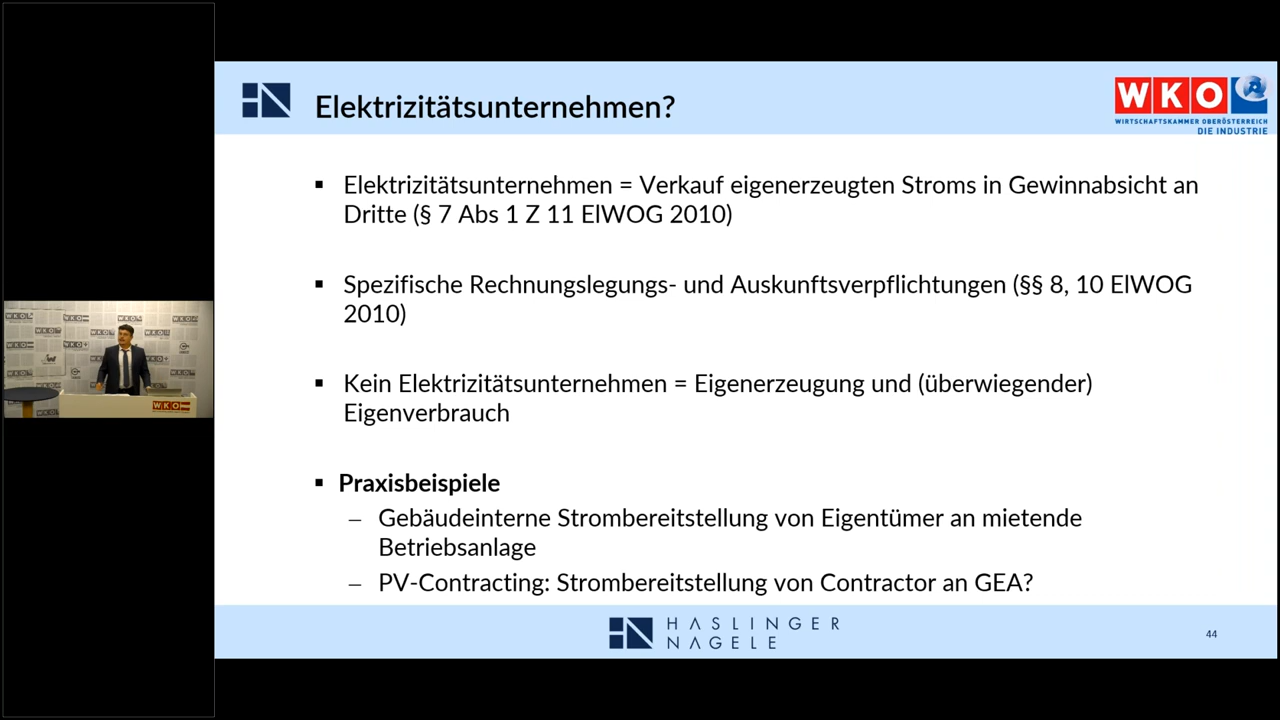 Elektrizitätsunternehmen?
WKO
WIRTSCHAFTSKAMMER OBERÖSTERREICH
DIE INDUSTRIE
▪ Elektrizitätsunternehmen = Verkauf eigenerzeugten Stroms in Gewinnabsicht an
Dritte (§ 7 Abs 1 Z 11 ElWOG 2010)
▪ Spezifische Rechnungslegungs- und Auskunftsverpflichtungen (§§ 8, 10 ElWOG
2010)
▪ Kein Elektrizitätsunternehmen = Eigenerzeugung und (überwiegender)
Eigenverbrauch
▪ Praxisbeispiele
– Gebäudeinterne Strombereitstellung von Eigentümer an mietende
Betriebsanlage
– PV-Contracting: Strombereitstellung von Contractor an GEA?
HASLINGER
NAGELE
44
WKO